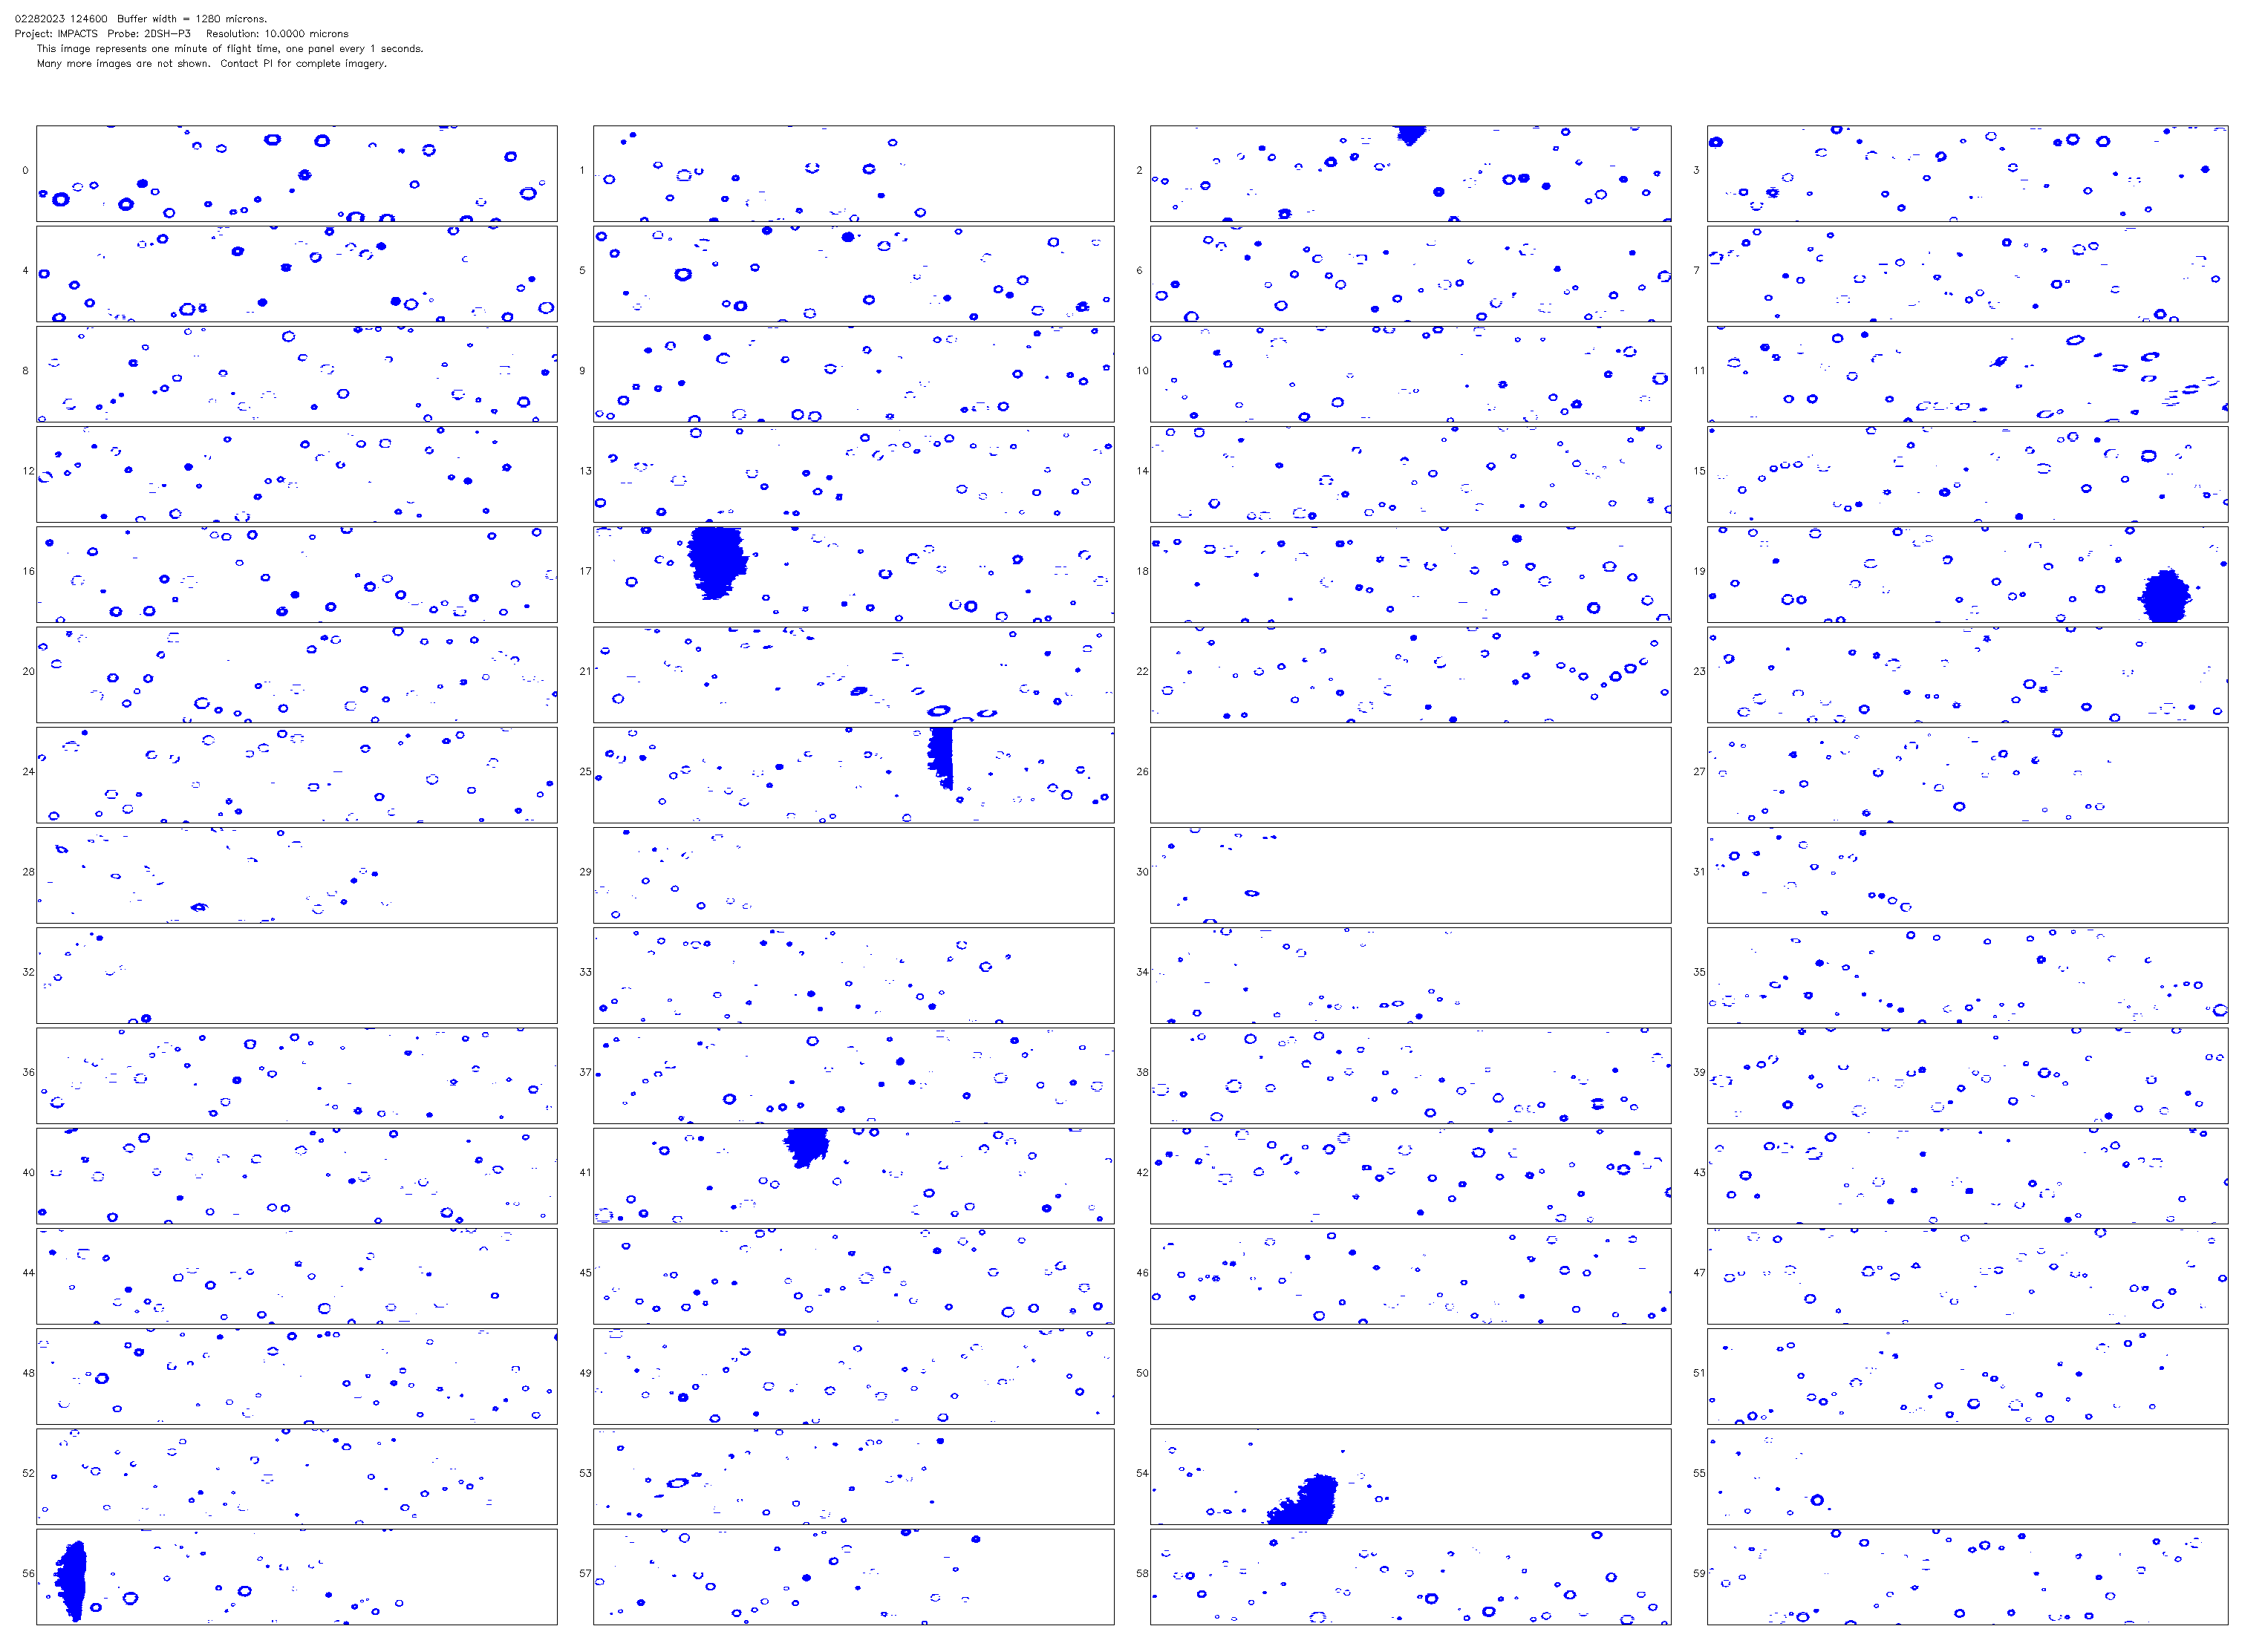 02282023 124600  Buffer width = 1280 microns.
Project: IMPACTS  Probe: 2DSH-P3    Resolution: 10.0000 microns
This image represents one minute of flight time, one panel every 1 seconds.
Many more images are not shown.  Contact PI for complete imagery.
0 1 2 3
4 5 6 7
8 9 10 11
12 13 14 15
16 17 18 19
20 21 22 23
24 25 26 27
28 29 30 31
32 33 34 35
36 37 38 39
40 41 42 43
44 45 46 47
48 49 50 51
52 53 54 55
56 57 58 59